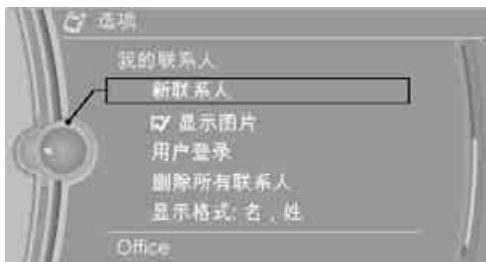 选项
我的联系人
新联系人
显示图片
用户登录
删除所有联系人
显示格式: 名，姓
Office